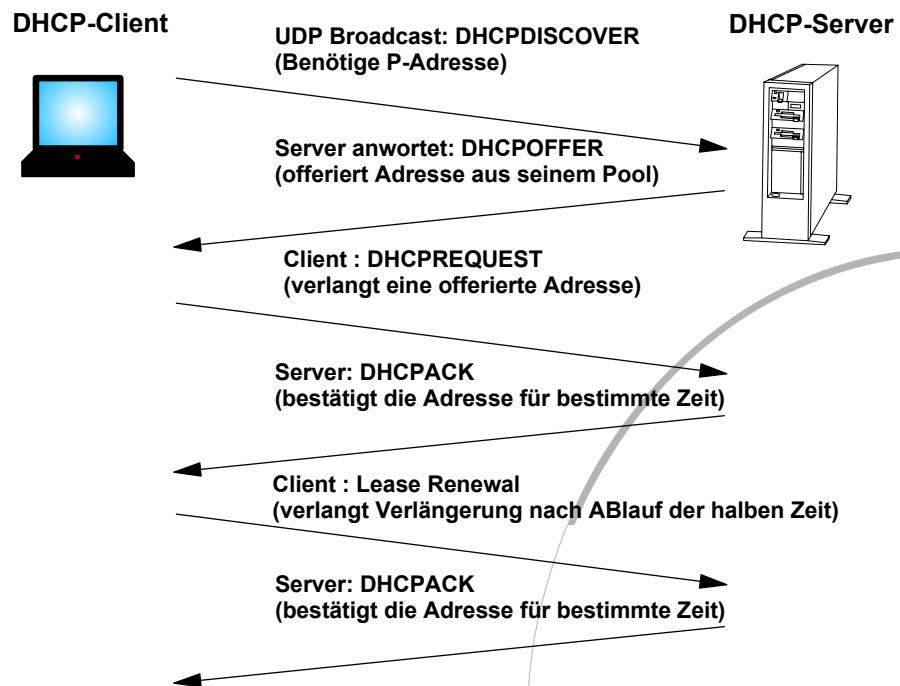 DHCP-Client
DHCP-Server
UDP Broadcast: DHCPDISCOVER
(Benötige P-Adresse)
Server anwortet: DHCPOFFER
(offeriert Adresse aus seinem Pool)
Client : DHCPREQUEST
(verlangt eine offerierte Adresse)
Server: DHCPACK
(bestätigt die Adresse für bestimmte Zeit)
Client : Lease Renewal
(verlangt Verlängerung nach ABlauf der halben Zeit)
Server: DHCPACK
(bestätigt die Adresse für bestimmte Zeit)